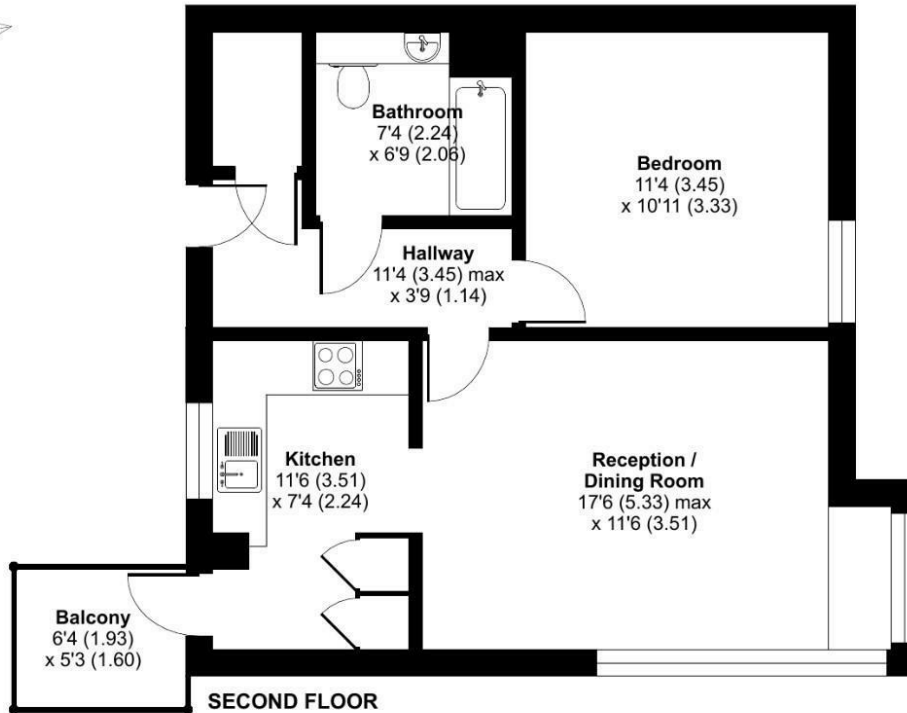 Bathroom
7'4 (2.24)
x 6'9 (2.06)
Bedroom
11'4 (3.45)
x 10'11 (3.33)
Hallway
11'4 (3.45) max
x 3'9 (1.14)
Kitchen
11'6 (3.51)
x 7'4 (2.24)
Reception /
Dining Room
17'6 (5.33) max
x 11'6 (3.51)
Balcony
6'4 (1.93)
x 5'3 (1.60)
SECOND FLOOR